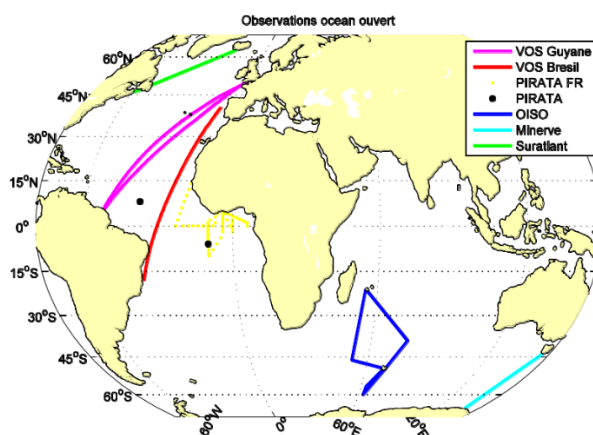 Observations ocean ouvert
VOS Guyane
VOS Bresil
PIRATA FR
PIRATA
OISO
Minerve
Suratlant
60°N
45°N
30°N
15°N
0°
15°S
30°S
45°S
60°S
60°W
0°
60°E